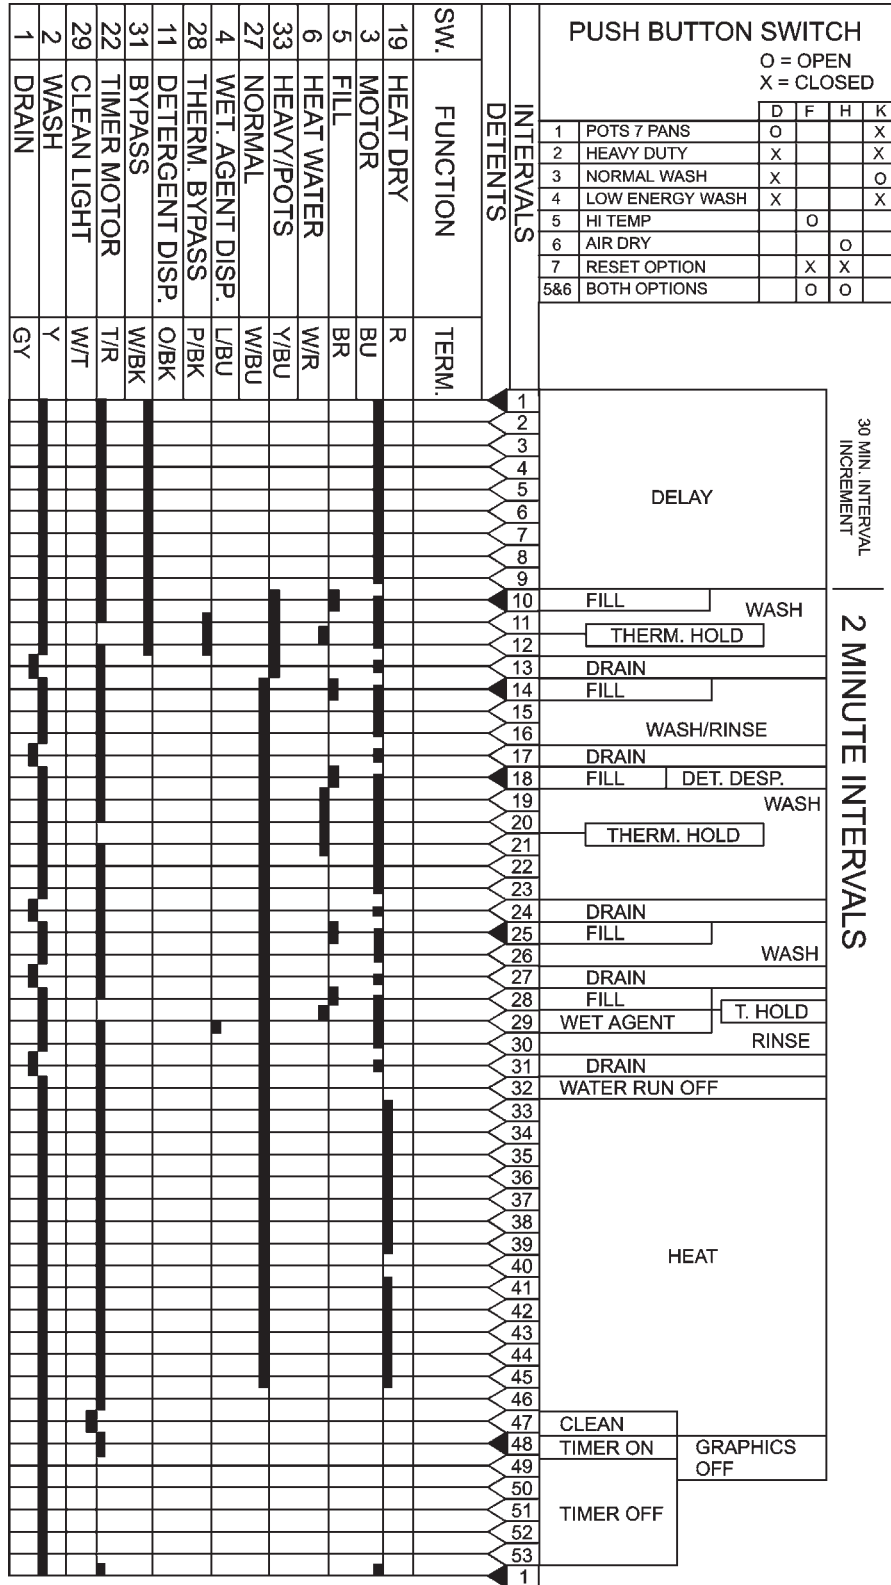 PUSH BUTTON SWITCH
O = OPEN
X = CLOSED
D F H K
1 POTS 7 PANS O X
2 HEAVY DUTY X X
3 NORMAL WASH X O
4 LOW ENERGY WASH X X
5 HI TEMP O
6 AIR DRY O
7 RESET OPTION X X
5&6 BOTH OPTIONS O O
SW. FUNCTION TERM.
19 HEAT DRY R
3 MOTOR BU
5 FILL BR
6 HEAT WATER W/R
33 HEAVY/POTS Y/BU
27 NORMAL W/BU
4 WET. AGENT DISP. L/BU
28 THERM. BYPASS P/BK
11 DETERGENT DISP. O/BK
31 BYPASS W/BK
22 TIMER MOTOR T/R
29 CLEAN LIGHT W/T
2 WASH Y
1 DRAIN GY
INTERVALS
DETENTS
30 MIN. INTERVAL
INCREMENT
2 MINUTE INTERVALS
1
2
3
4
5 DELAY
6
7
8
9
10 FILL WASH
11
THERM. HOLD
12
13 DRAIN
14 FILL
15
16 WASH/RINSE
17 DRAIN
18 FILL DET. DESP.
19 WASH
20
THERM. HOLD
21
22
23
24 DRAIN
25 FILL
26 WASH
27 DRAIN
28 FILL
T. HOLD
29 WET AGENT
30 RINSE
31 DRAIN
32 WATER RUN OFF
33
34
35
36
37
38
39
HEAT
40
41
42
43
44
45
46
47 CLEAN
48 TIMER ON GRAPHICS
49 OFF
50
51 TIMER OFF
52
53
1